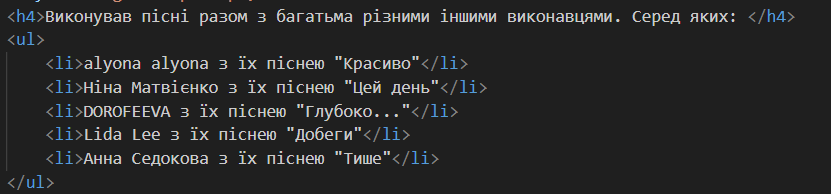 <h4>Виконував пісні разом з багатьма різними іншими виконавцями. Серед яких: </h4>
<ul>
<li>alyona alyona з їх піснею "Красиво"</li>
<li>Ніна Матвієнко з їх піснею "Цей день"</li>
<li>DOROFEEVA з їх піснею "Глубоко..."</li>
<li>Lida Lee з їх піснею "Добеги"</li>
<li>Анна Седокова з їх піснею "Тише"</li>
</ul>